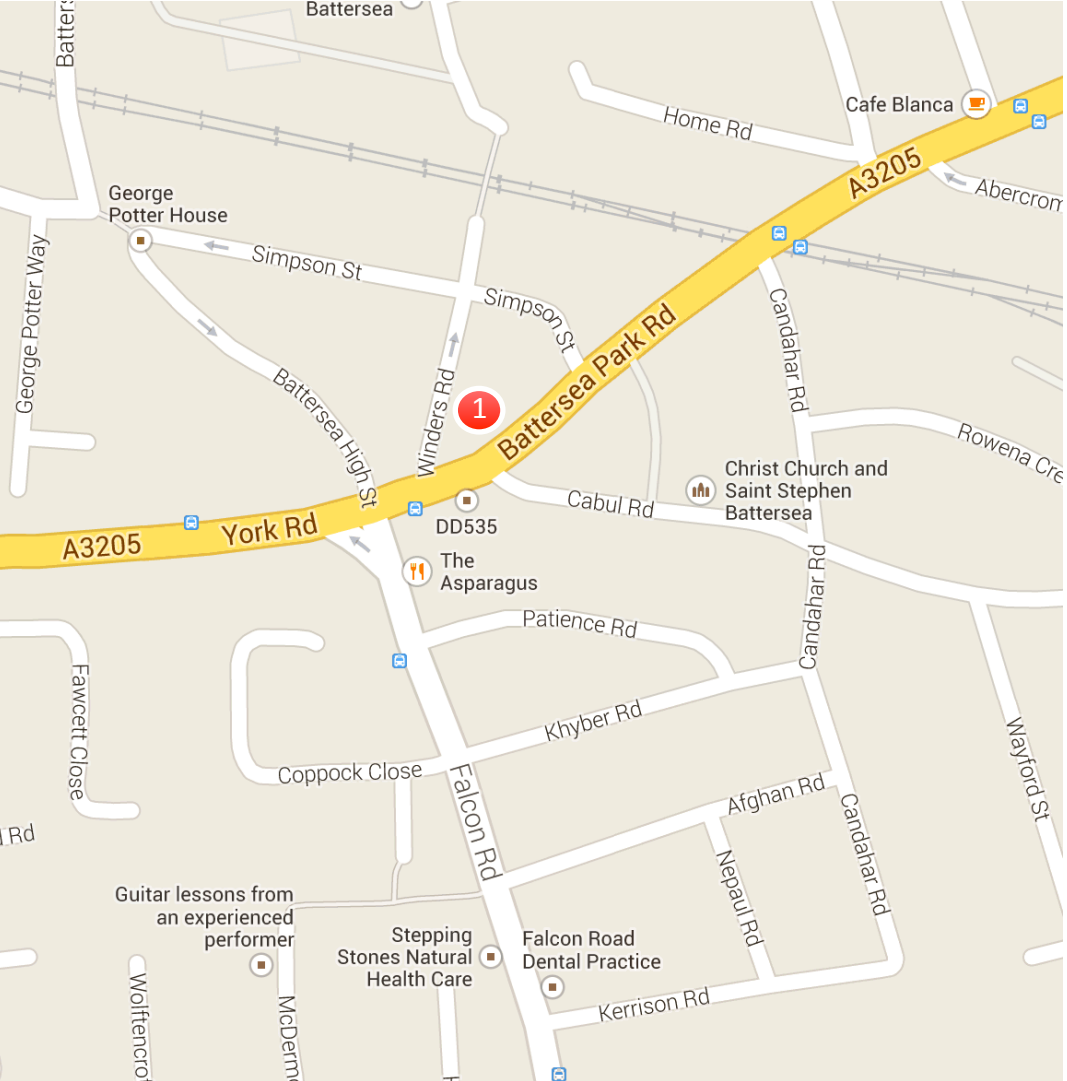 Battersea
Batters
Cafe Blanca
Home Rd
A3205
Abercrom
George
Potter House
Simpson St
Simpson St
George Potter Way
Candahar Rd
Battersea Park Rd
Winders Rd
1
Battersea High St
Rowena Cre
Christ Church and
Saint Stephen
Battersea
Cabul Rd
DD535
York Rd
A3205
The
Asparagus
Candahar Rd
Patience Rd
Fawcett Close
Khyber Rd
Wayford St
Coppock Close
Falcon Rd
Afghan Rd
Candahar Rd
Rd
Nepaul Rd
Guitar lessons from
an experienced
performer
Stepping
Stones Natural
Health Care
Falcon Road
Dental Practice
Kerrison Rd
Wolftencrof
McDermo